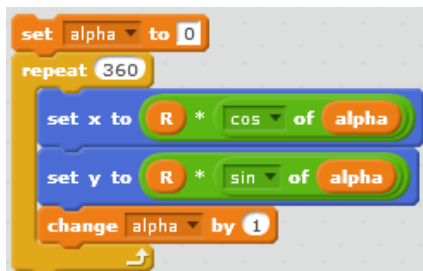 set alpha to 0
repeat 360
set x to R * cos of alpha
set y to R * sin of alpha
change alpha by 1